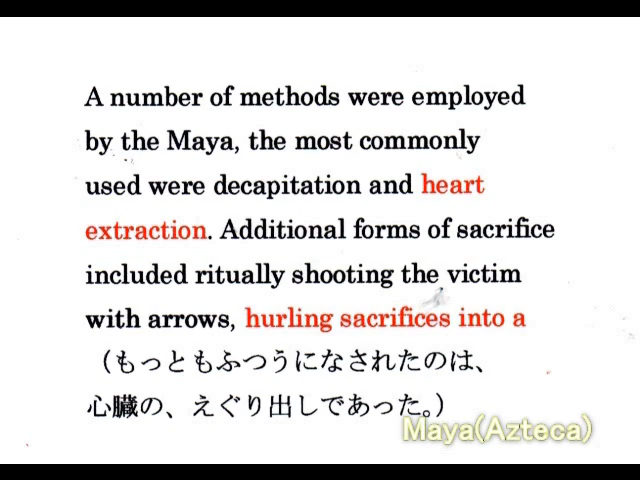 A number of methods were employed
by the Maya, the most commonly
used were decapitation and heart
extraction. Additional forms of sacrifice
included ritually shooting the victim
with arrows, hurling sacrifices into a
（もっともふつうになされたのは、
心臓の、えぐり出しであった。）
Maya(Azteca)